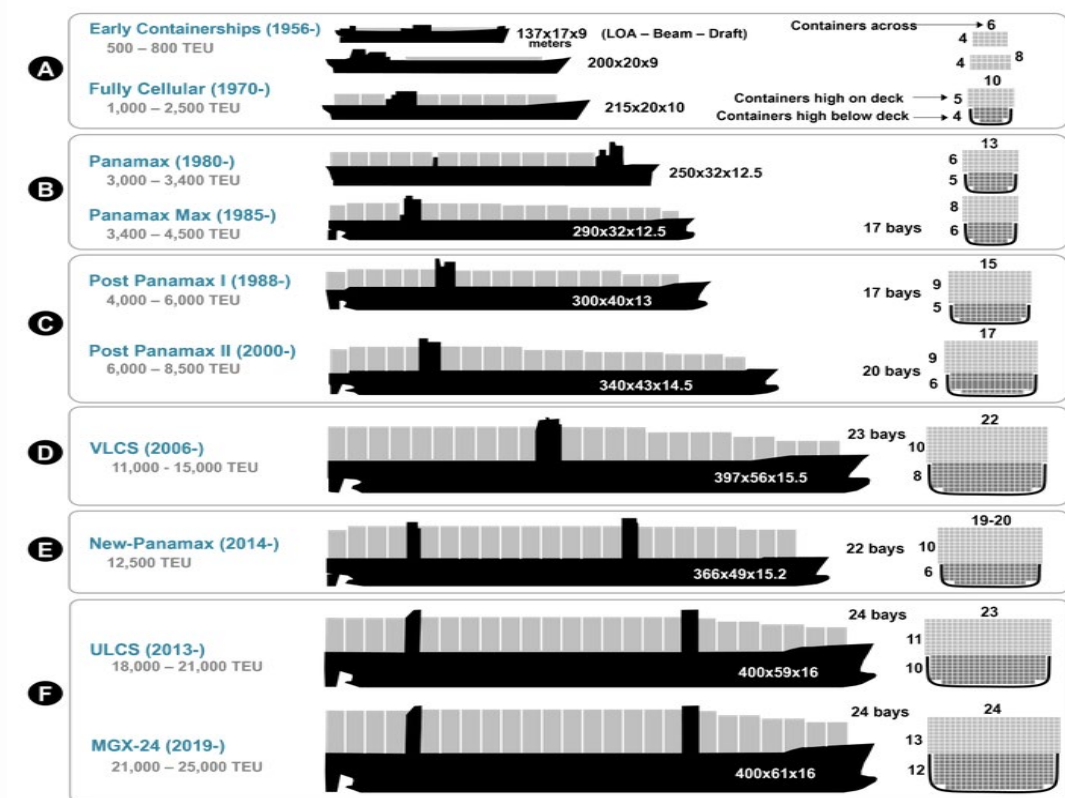 A
Early Containerships (1956-)
500 – 800 TEU
137x17x9 (LOA – Beam – Draft)
meters
200x20x9
Containers across 6
4
4 8
Fully Cellular (1970-)
1,000 – 2,500 TEU
215x20x10
10
Containers high on deck 5
Containers high below deck 4
B
Panamax (1980-)
3,000 – 3,400 TEU
250x32x12.5
13
6
5
Panamax Max (1985-)
3,400 – 4,500 TEU
290x32x12.5
17 bays
8
6
C
Post Panamax I (1988-)
4,000 – 6,000 TEU
300x40x13
15
17 bays
9
5
Post Panamax II (2000-)
6,000 – 8,500 TEU
340x43x14.5
17
20 bays
9
6
D
VLCS (2006-)
11,000 - 15,000 TEU
397x56x15.5
22
23 bays
10
8
E
New-Panamax (2014-)
12,500 TEU
366x49x15.2
19-20
22 bays
10
6
F
ULCS (2013-)
18,000 – 21,000 TEU
400x59x16
24 bays
23
11
10
MGX-24 (2019-)
21,000 – 25,000 TEU
400x61x16
24 bays
24
13
12